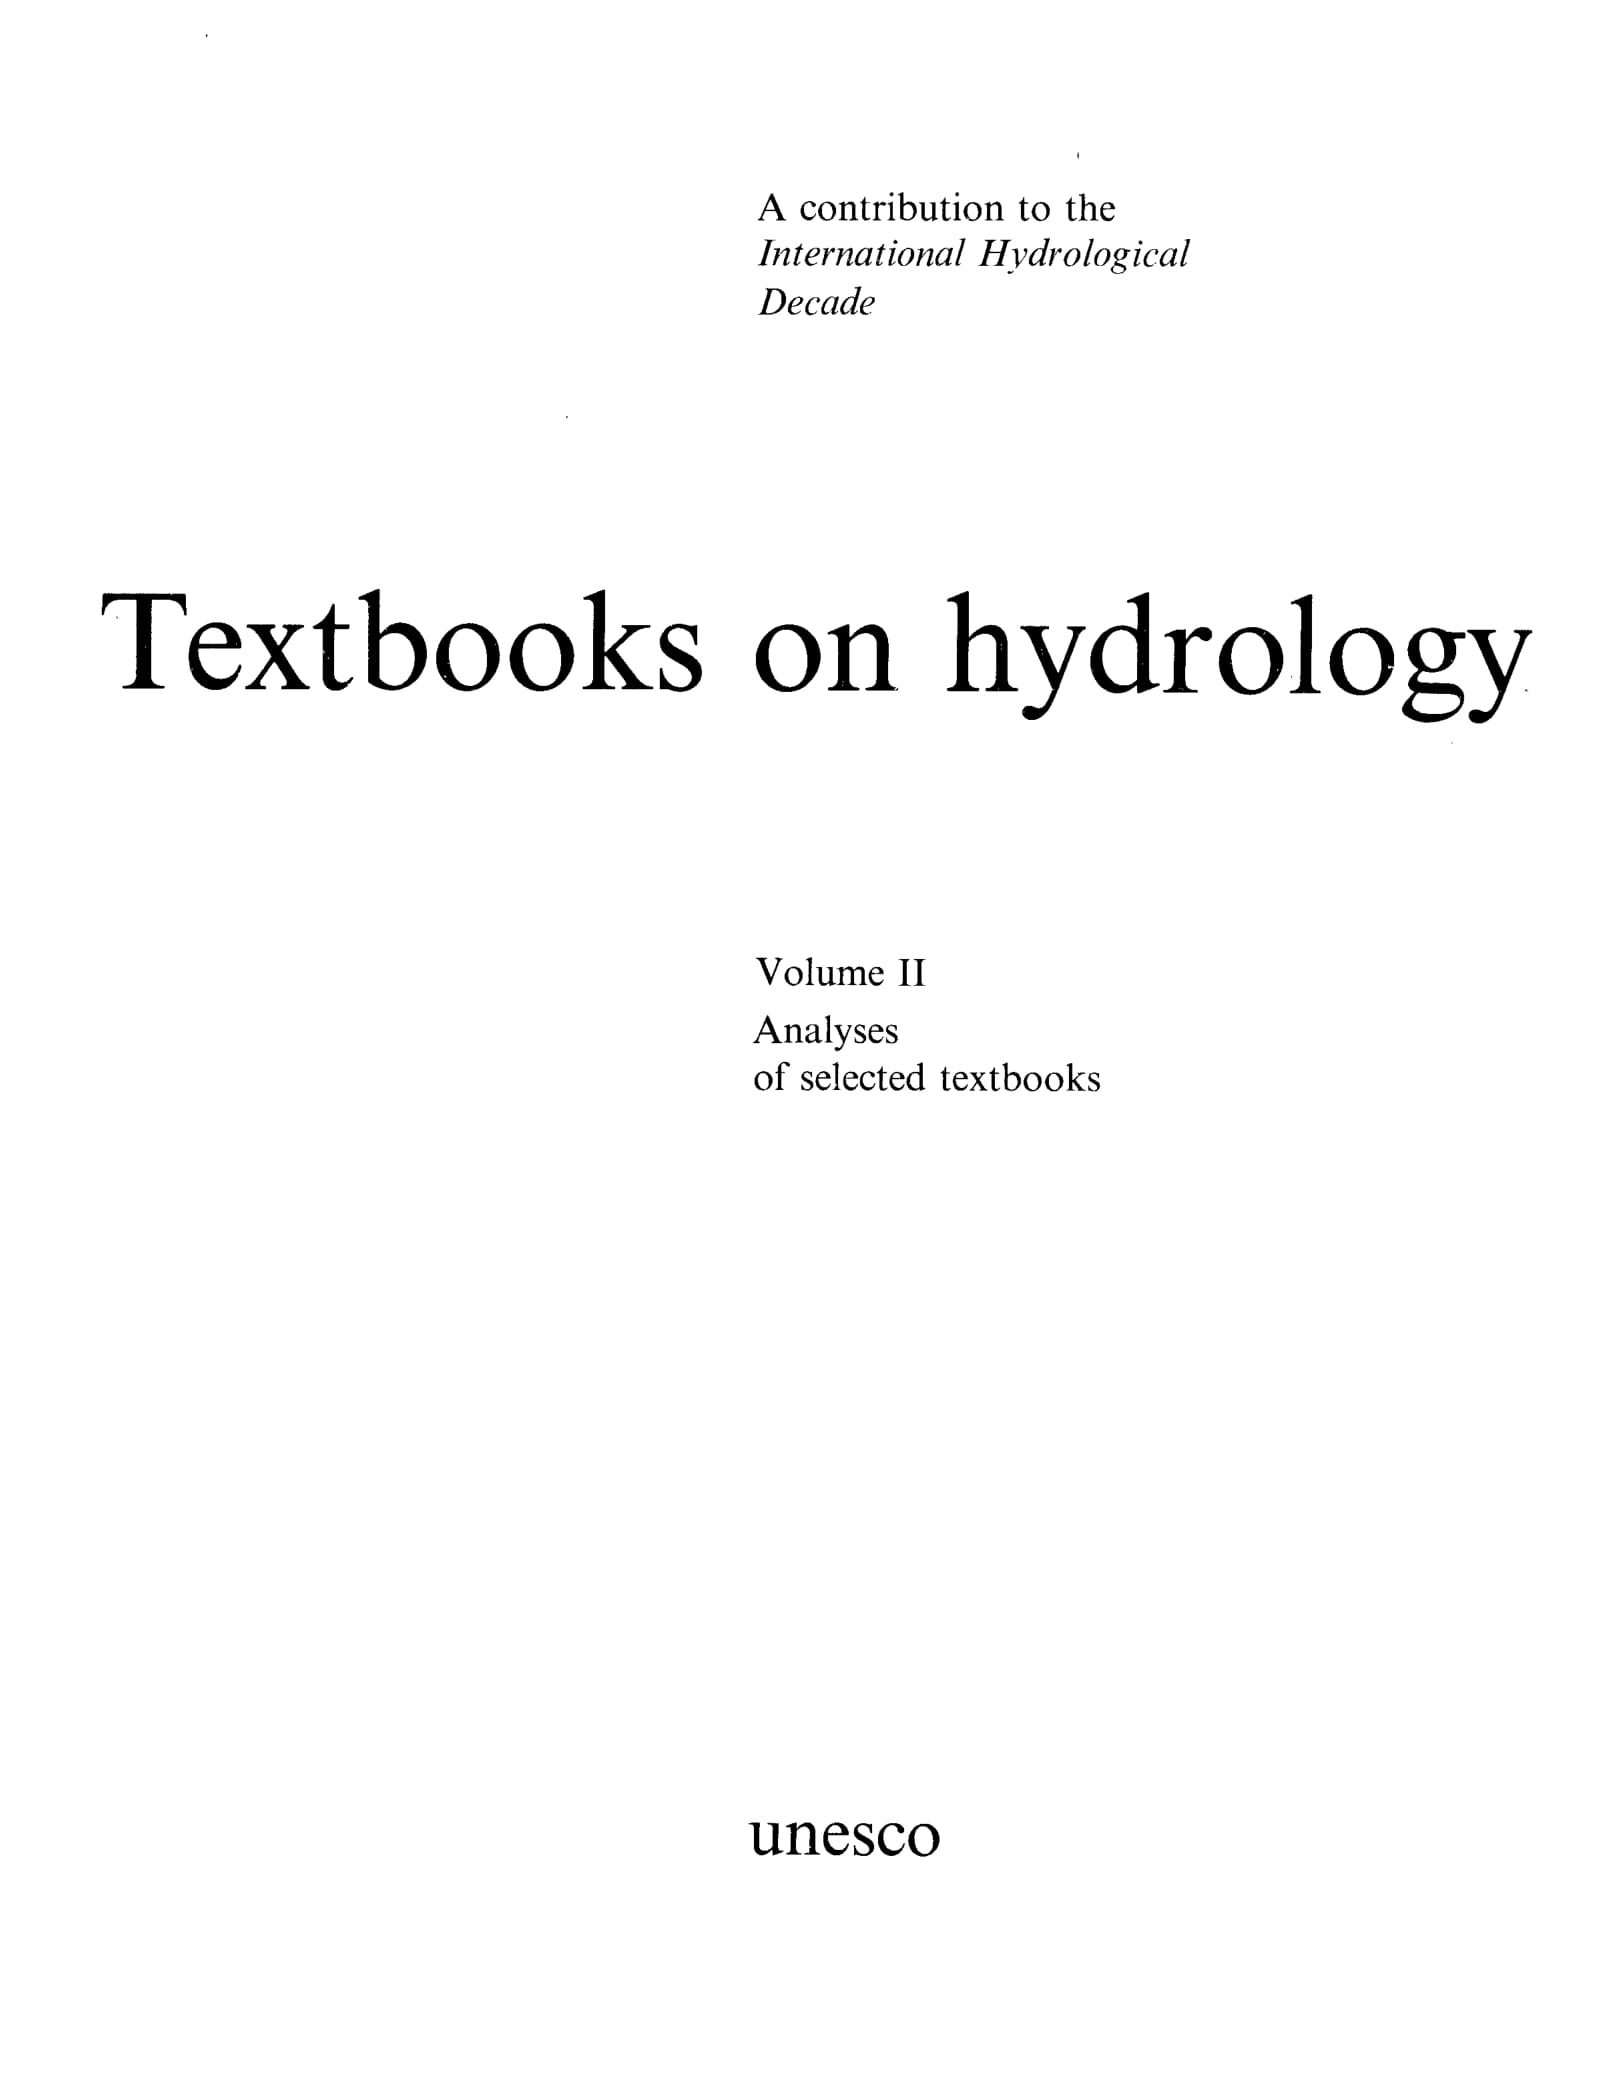 A contribution to the
International Hydrological
Decade
Textbooks on hydrology
Volume II
Analyses
of selected textbooks
unesco